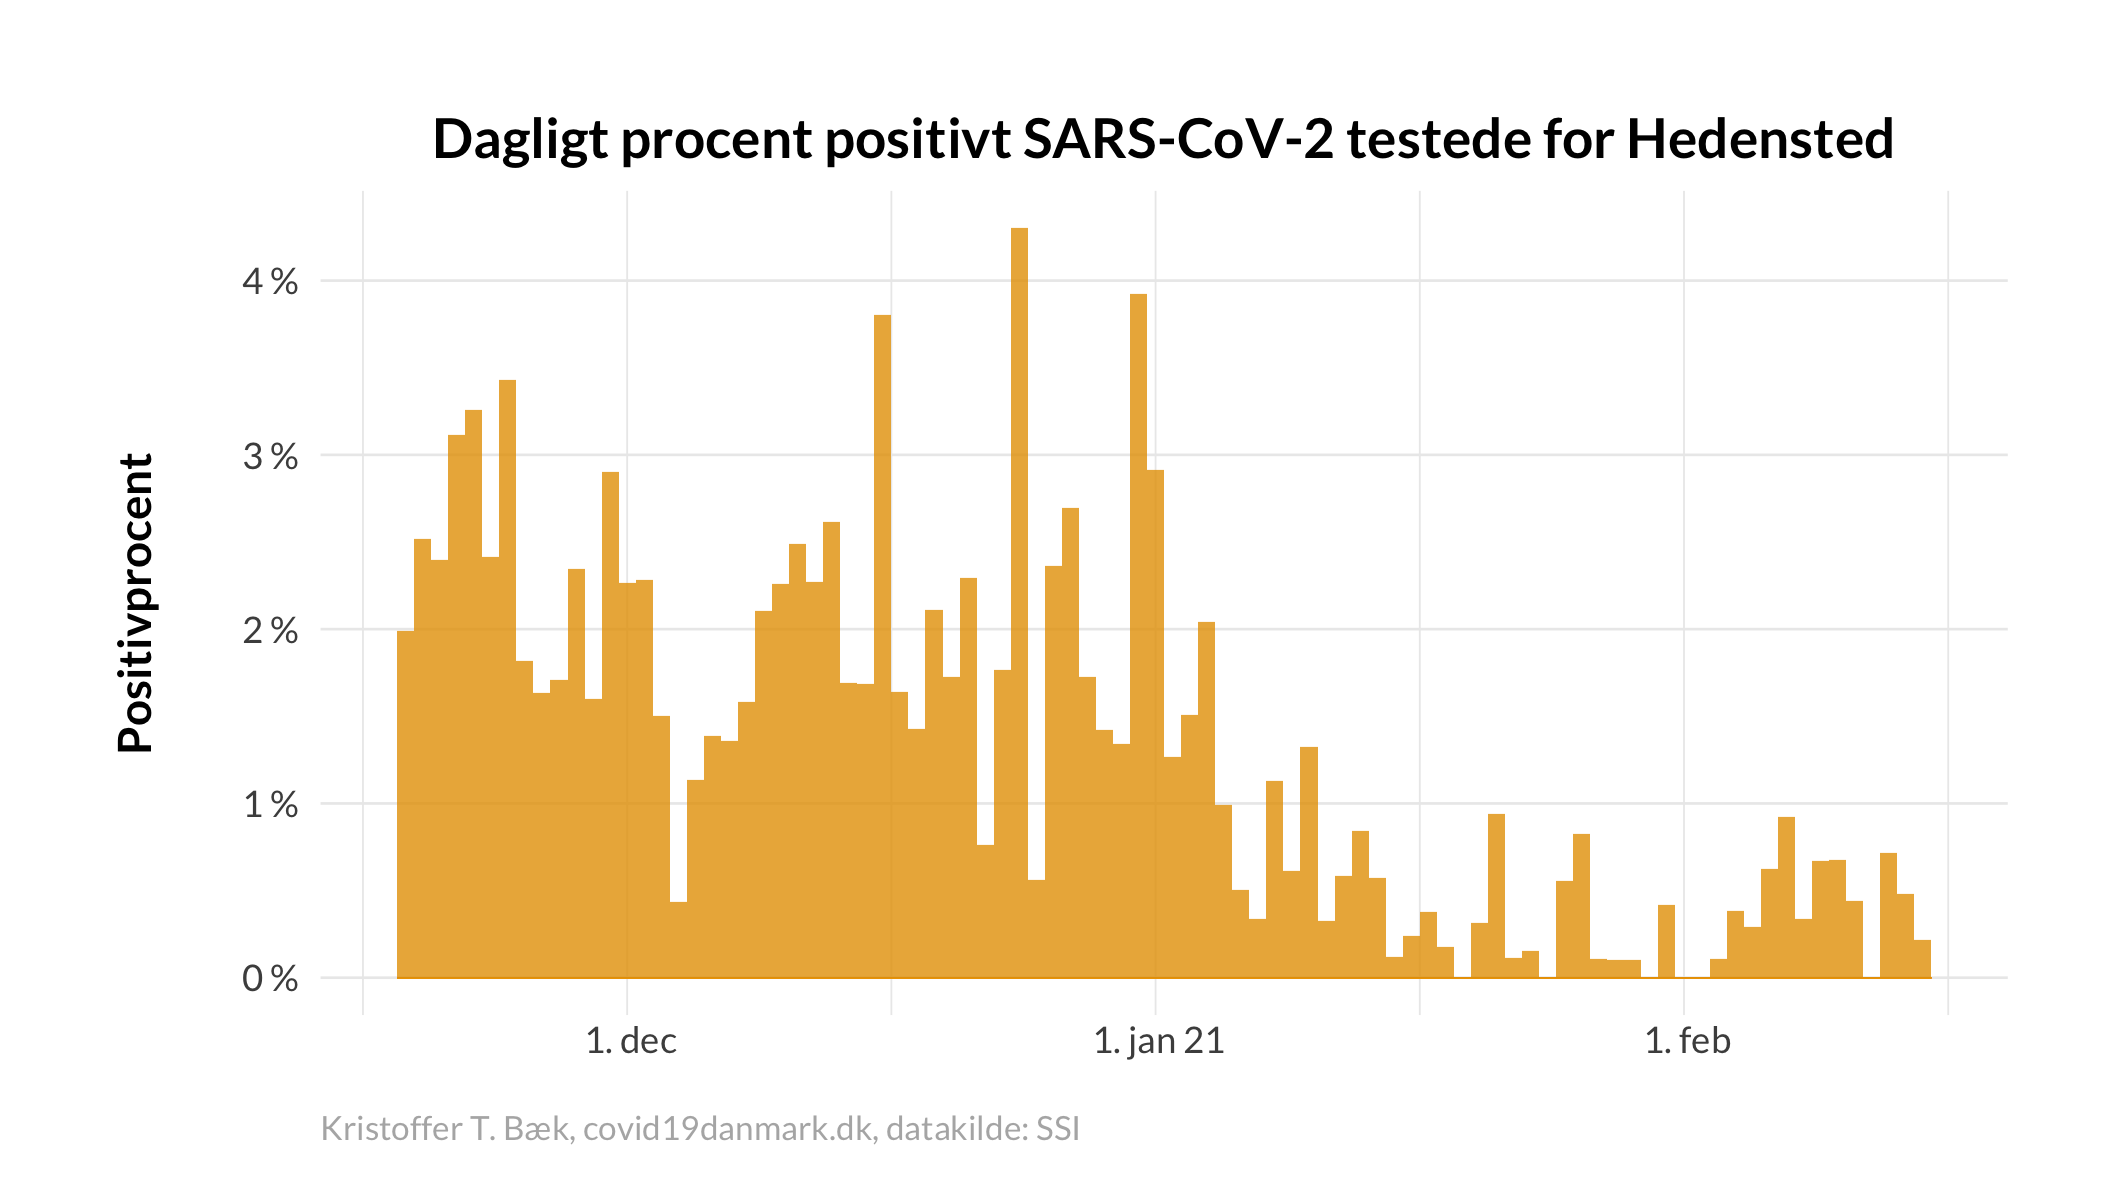 Dagligt procent positivt SARS-CoV-2 testede for Hedensted
Positivprocent
4 %
3 %
2 %
1 %
0 %
1. dec
1. jan 21
1. feb
Kristoffer T. Bæk, covid19danmark.dk, datakilde: SSI